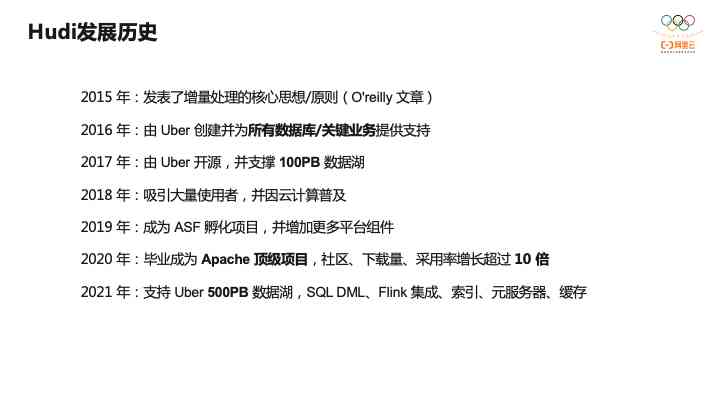 Hudi发展历史
阿里云
2015 年：发表了增量处理的核心思想/原则（O'reilly 文章）
2016 年：由 Uber 创建并为所有数据库/关键业务提供支持
2017 年：由 Uber 开源，并支撑 100PB 数据湖
2018 年：吸引大量使用者，并因云计算普及
2019 年：成为 ASF 孵化项目，并增加更多平台组件
2020 年：毕业成为 Apache 顶级项目，社区、下载量、采用率增长超过 10 倍
2021 年：支持 Uber 500PB 数据湖，SQL DML、Flink 集成、索引、元服务器、缓存